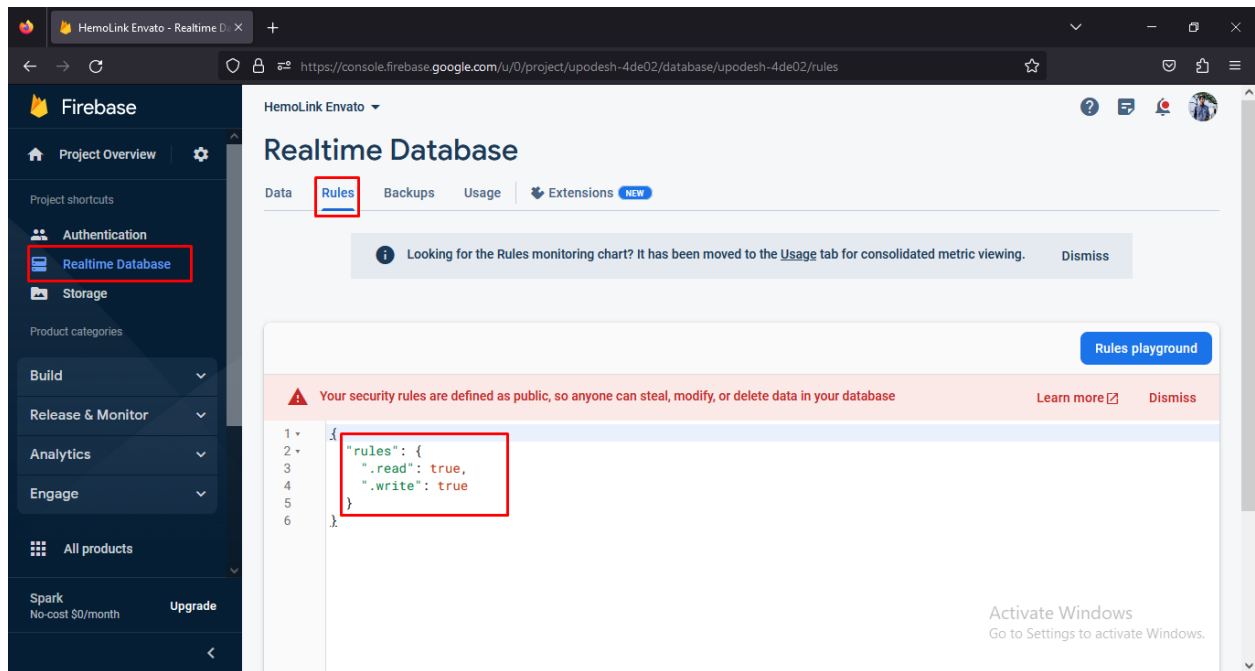 HemoLink Envato - Realtime Da
https://console.firebase.google.com/u/0/project/upodesh-4de02/database/upodesh-4de02/rules
Firebase
Project Overview
Project shortcuts
Authentication
Realtime Database
Storage
Product categories
Build
Release & Monitor
Analytics
Engage
All products
Spark
No-cost $0/month
Upgrade
HemoLink Envato
Realtime Database
Data Rules Backups Usage Extensions NEW
Looking for the Rules monitoring chart? It has been moved to the Usage tab for consolidated metric viewing. Dismiss
Rules playground
Your security rules are defined as public, so anyone can steal, modify, or delete data in your database Learn more Dismiss
1 {
2 "rules": {
3 ".read": true,
4 ".write": true
5 }
6 }
Activate Windows
Go to Settings to activate Windows.